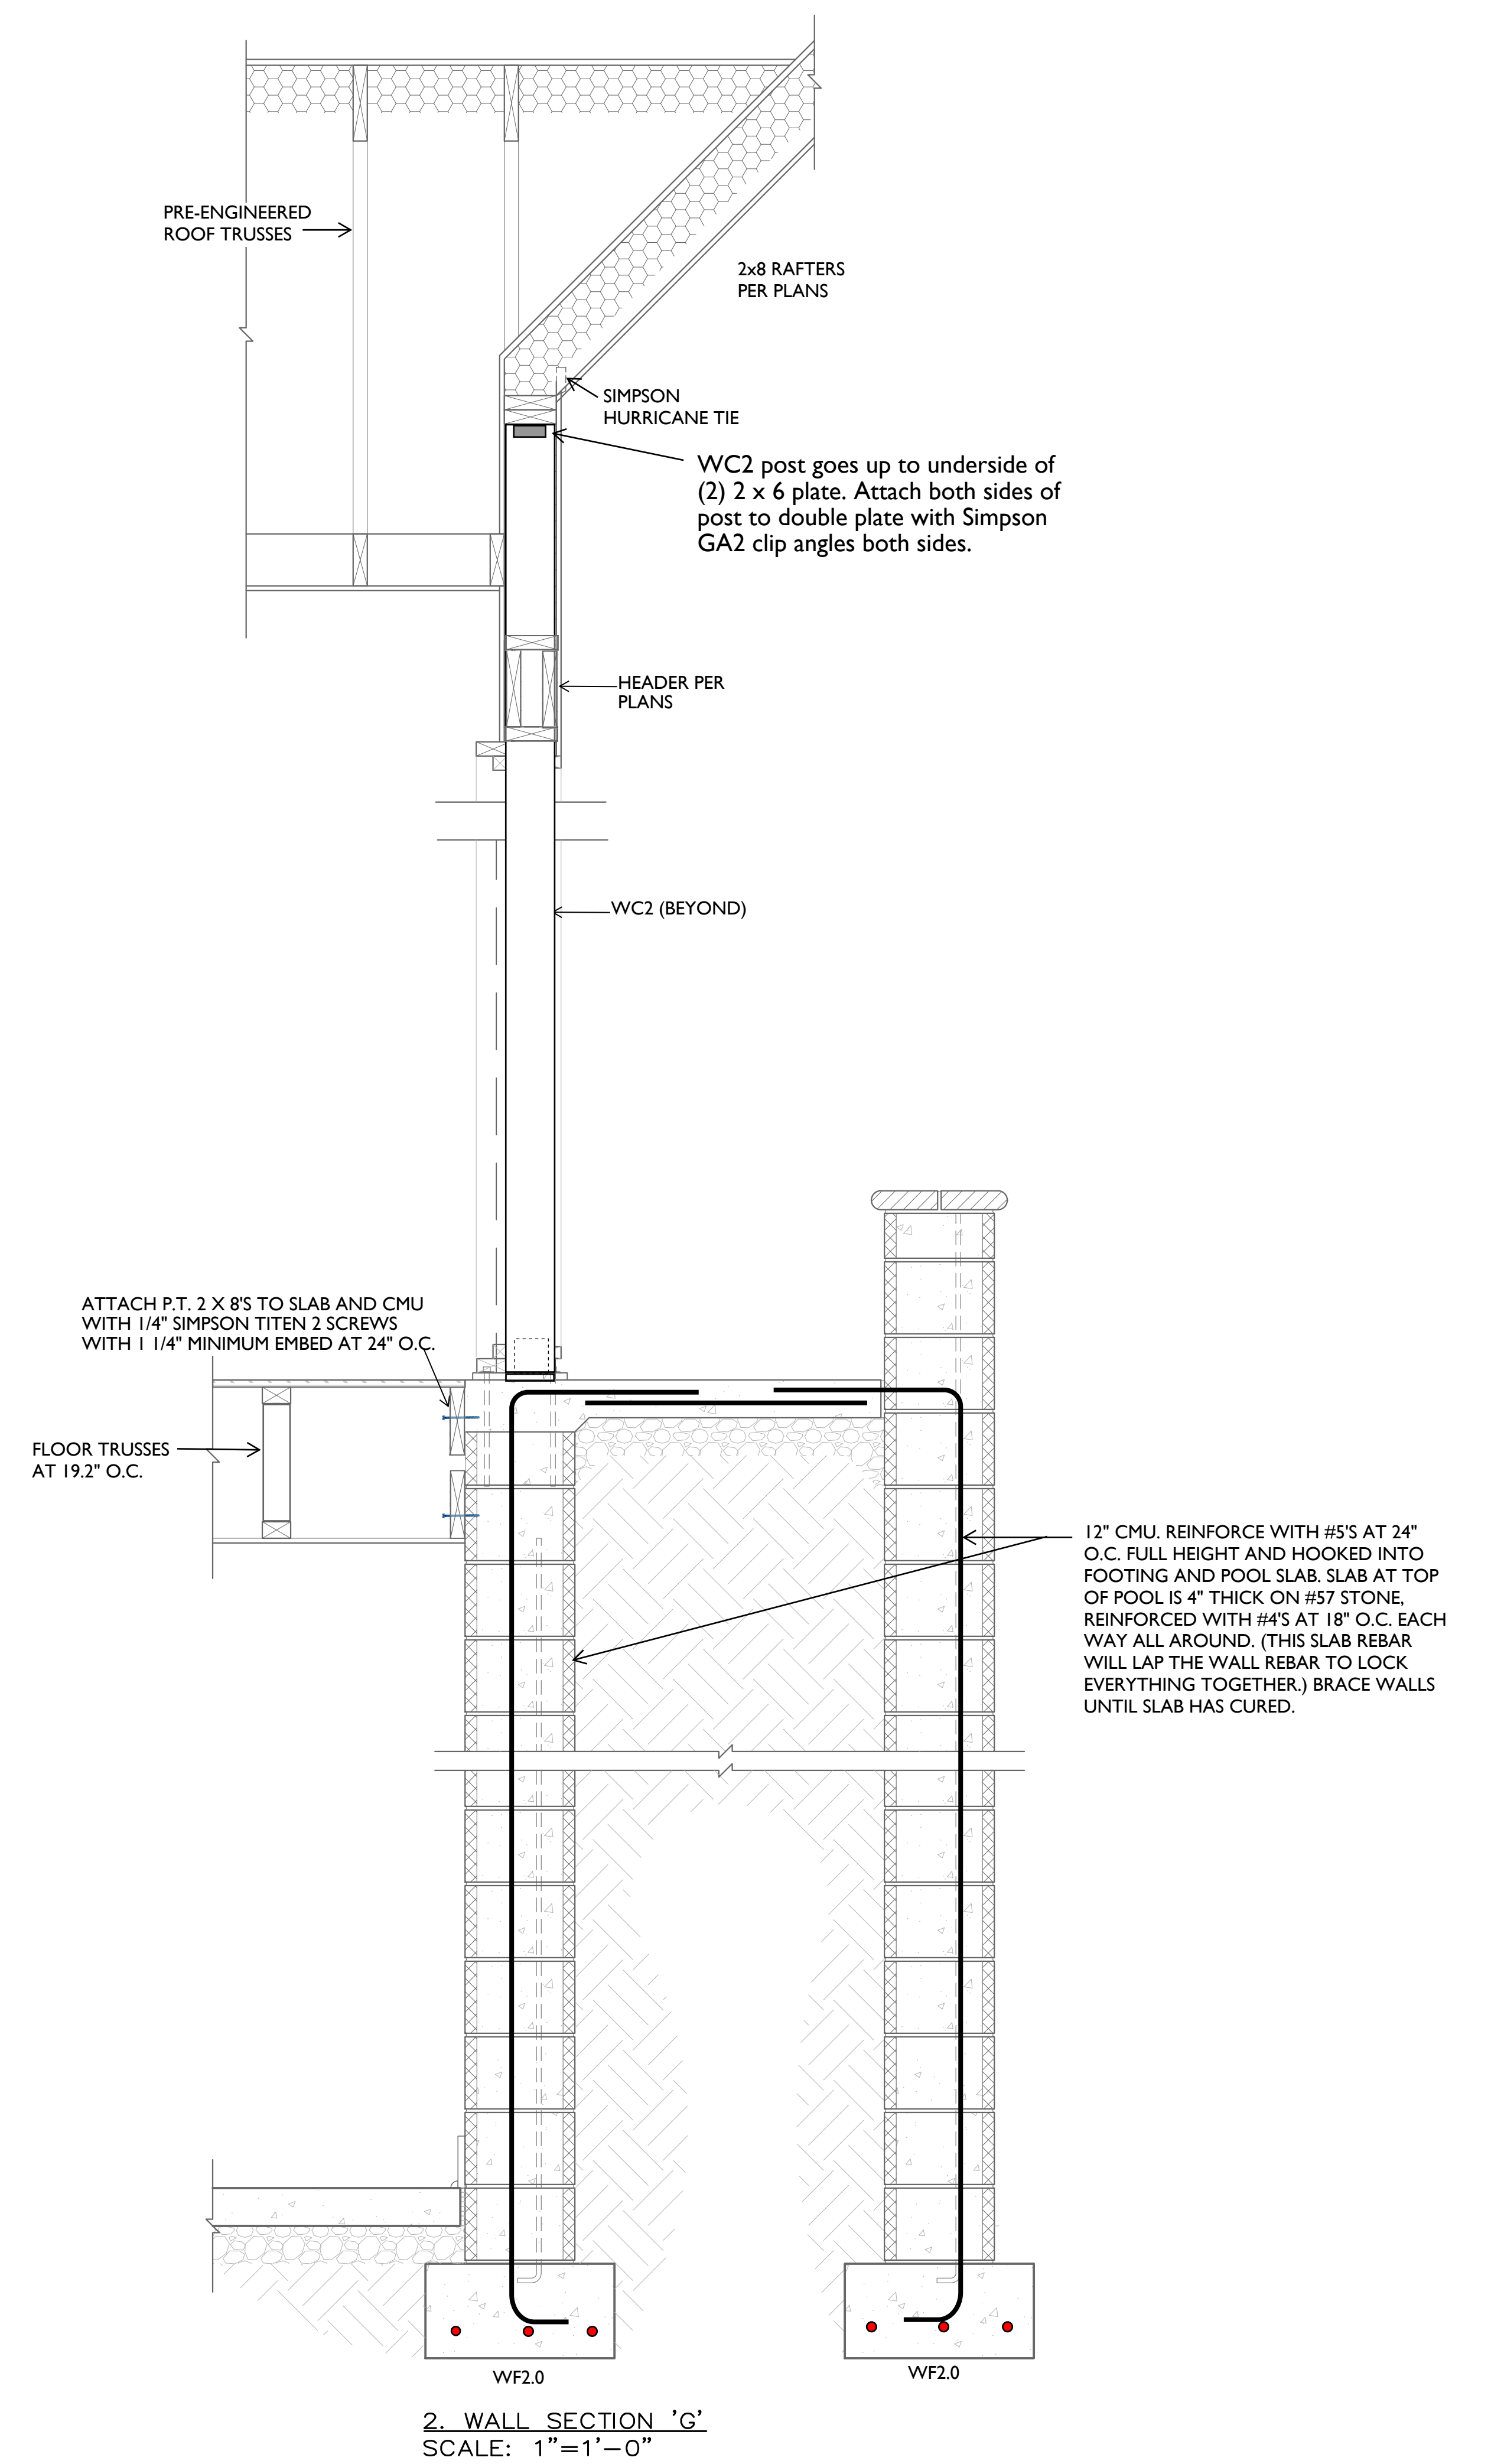 PRE-ENGINEERED
ROOF TRUSSES
2x8 RAFTERS
PER PLANS
SIMPSON
HURRICANE TIE
WC2 post goes up to underside of
(2) 2 x 6 plate. Attach both sides of
post to double plate with Simpson
GA2 clip angles both sides.
HEADER PER
PLANS
WC2 (BEYOND)
ATTACH P.T. 2 X 8'S TO SLAB AND CMU
WITH 1/4" SIMPSON TITEN 2 SCREWS
WITH 1 1/4" MINIMUM EMBED AT 24" O.C.
FLOOR TRUSSES
AT 19.2" O.C.
12" CMU. REINFORCE WITH #5'S AT 24"
O.C. FULL HEIGHT AND HOOKED INTO
FOOTING AND POOL SLAB. SLAB AT TOP
OF POOL IS 4" THICK ON #57 STONE,
REINFORCED WITH #4'S AT 18" O.C. EACH
WAY ALL AROUND. (THIS SLAB REBAR
WILL LAP THE WALL REBAR TO LOCK
EVERYTHING TOGETHER.) BRACE WALLS
UNTIL SLAB HAS CURED.
WF2.0
WF2.0
2. WALL SECTION 'G'
SCALE: 1"=1'-0"